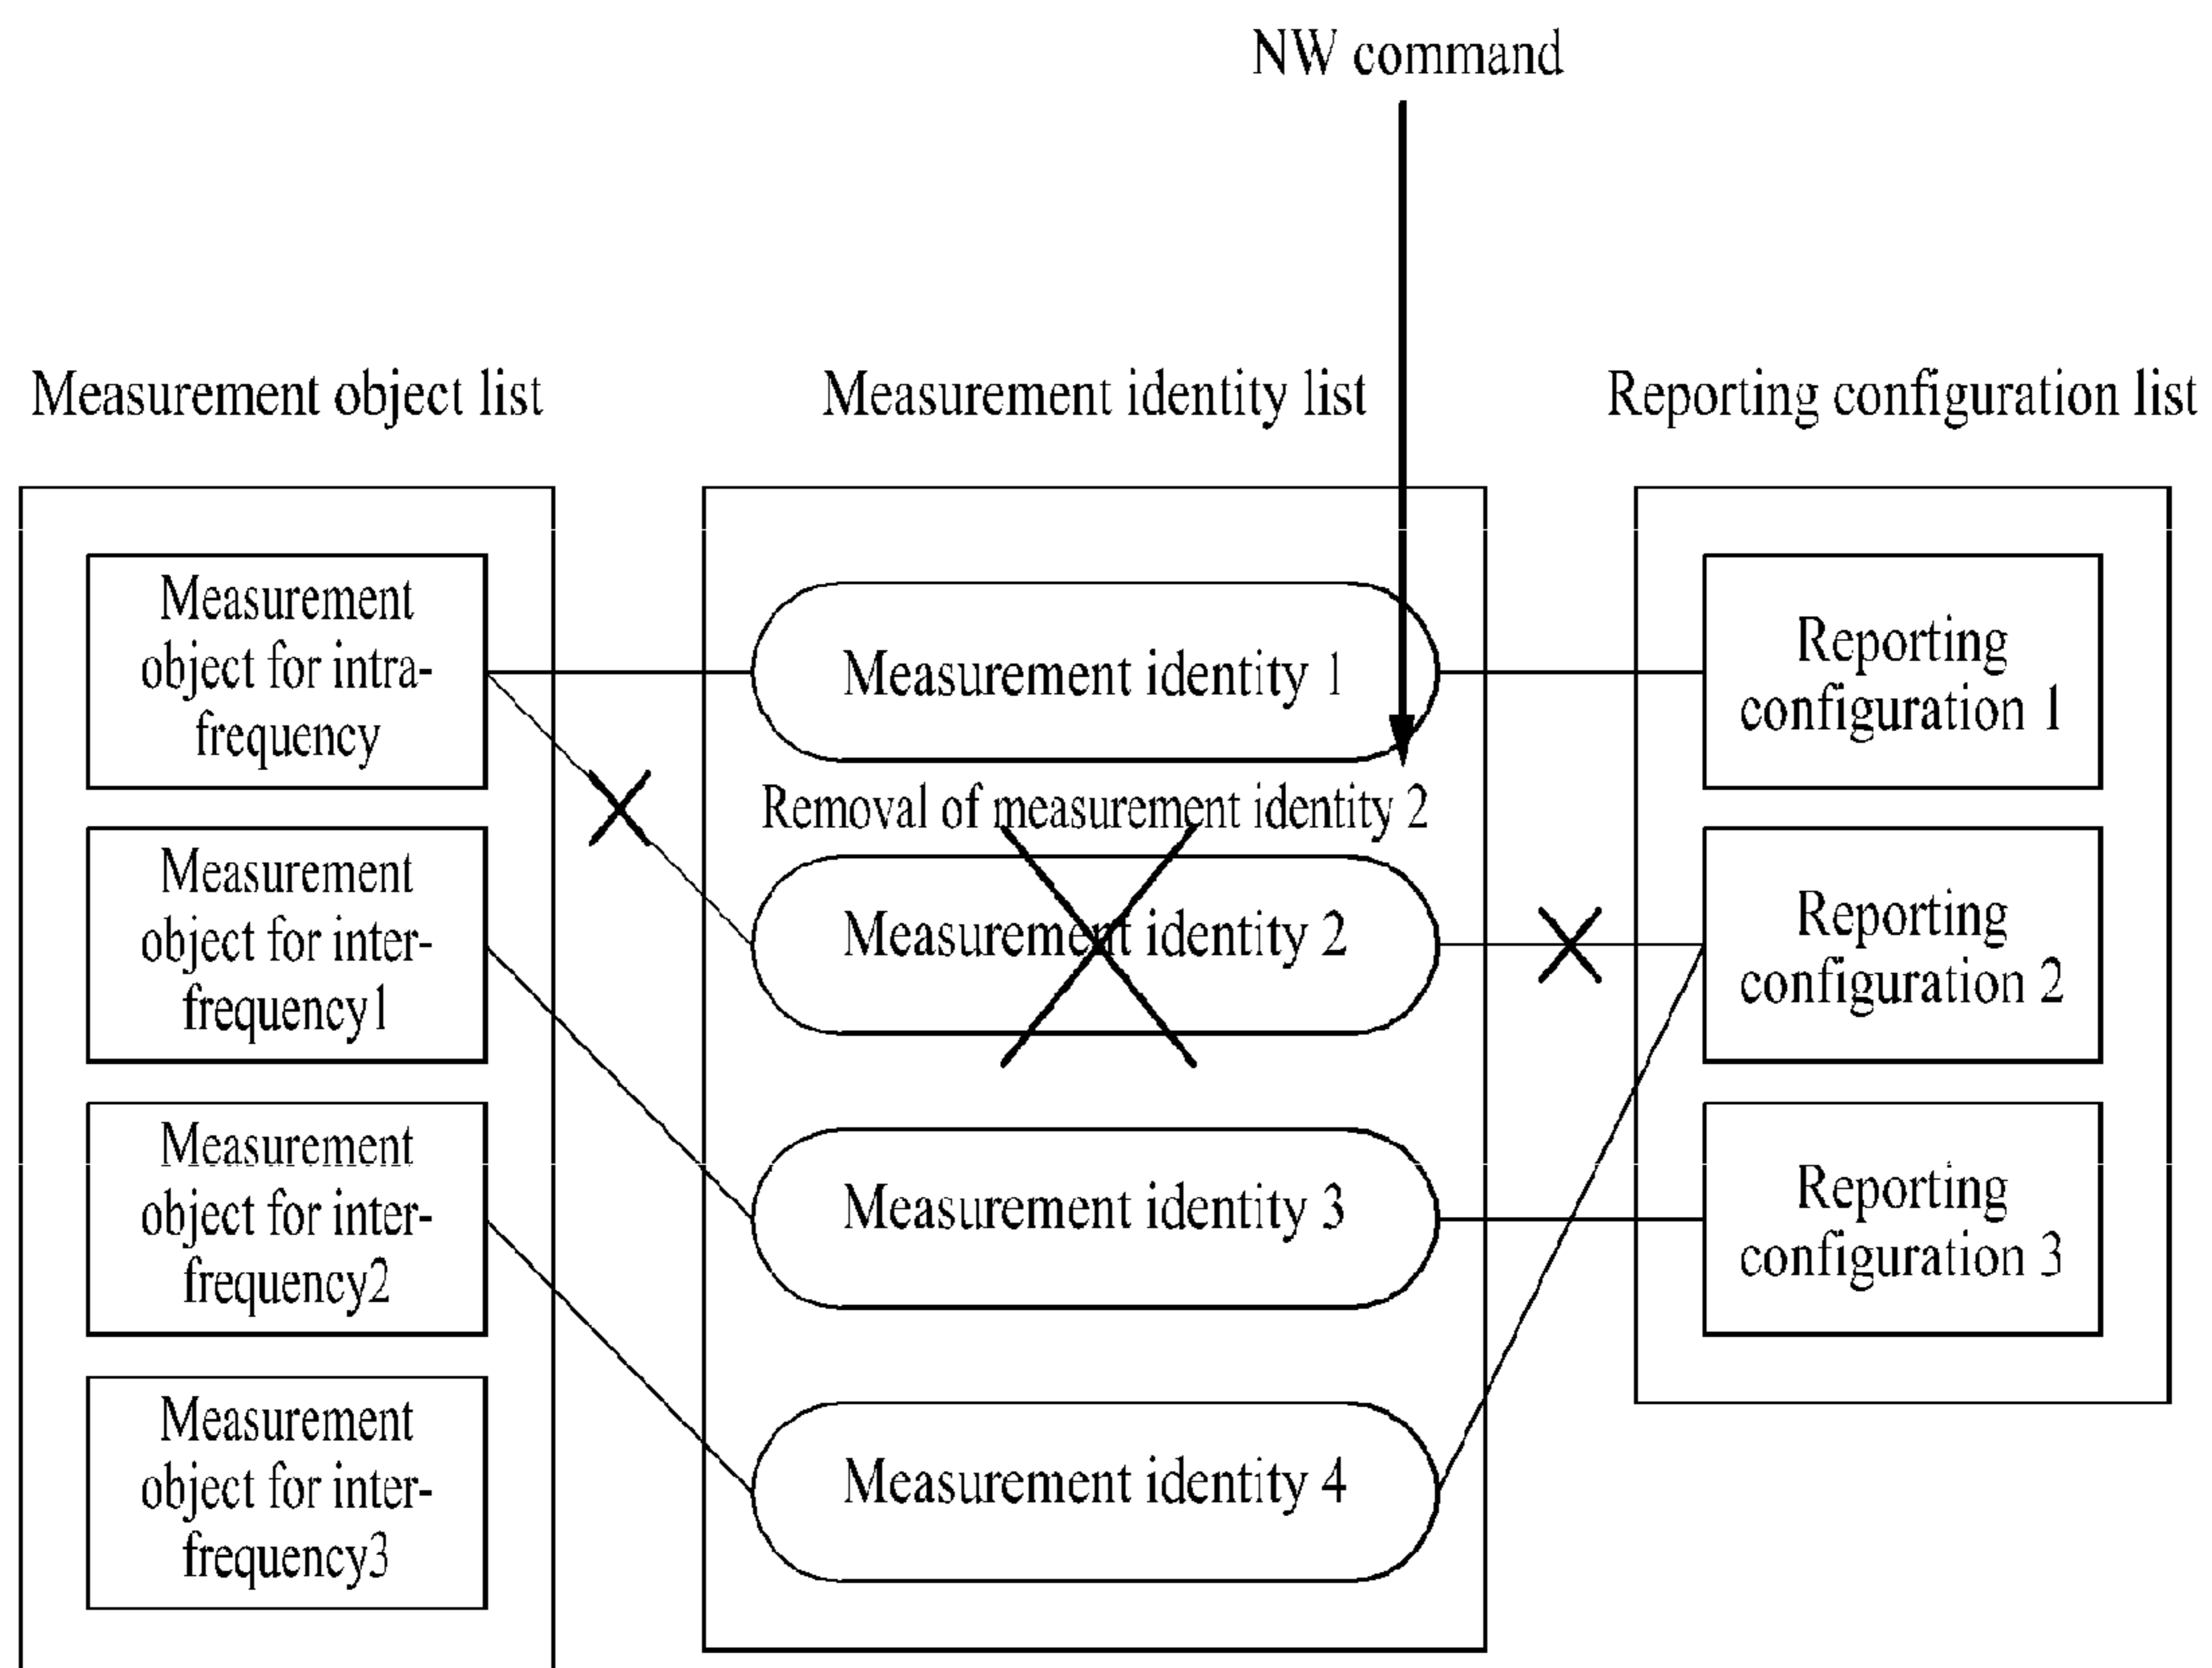 NW command
Measurement object list
Measurement identity list
Reporting configuration list
Measurement
object for intra-
frequency
Measurement
object for inter-
frequency1
Measurement
object for inter-
frequency2
Measurement
object for inter-
frequency3
Measurement identity 1
Removal of measurement identity 2
Measurement identity 2
Measurement identity 3
Measurement identity 4
Reporting
configuration 1
Reporting
configuration 2
Reporting
configuration 3